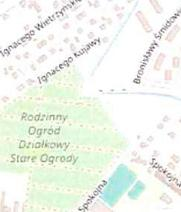 Ignacego Wietrzyńskiego
Ignacego Kujawy
Bronisławy Śmidowicz
Rodzinny
Ogród
Działkowy
Stare Ogrody
Spokojna
Spokojna